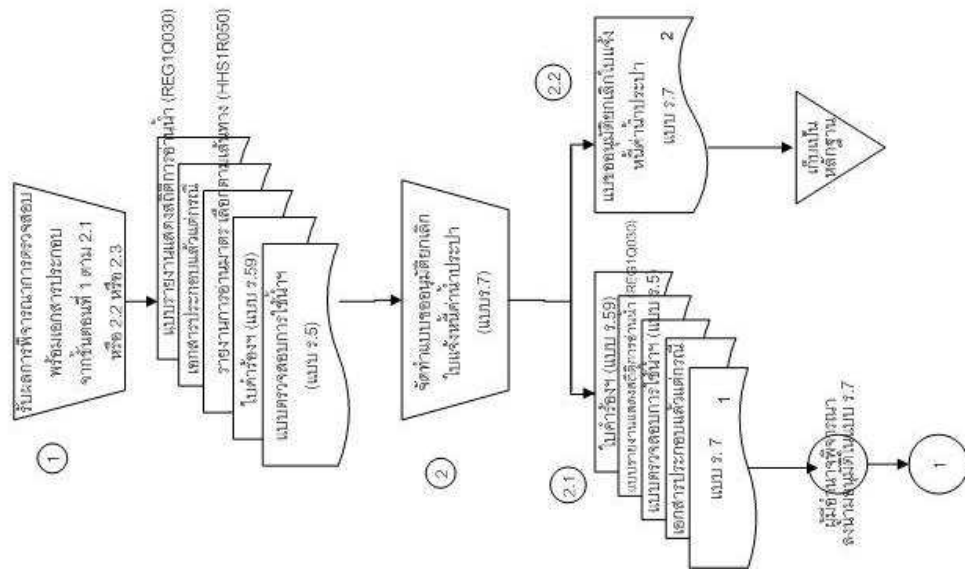 1
รับผลการพิจารณาการตรวจสอบ
พร้อมเอกสารประกอบ
จากขั้นตอนที่ 1 ตาม 2.1
หรือ 2.2 หรือ 2.3
แบบรายงานแสดงสถิติการอ่านน้ำ (REG1Q030)
เอกสารประกอบแล้วแต่กรณี
รายงานการอ่านมาตร เลือกตามเส้นทาง (HHS1R050)
ใบคำร้องฯ (แบบ ร.59)
แบบตรวจสอบการใช้น้ำฯ
(แบบ ร.5)
2
จัดทำแบบขออนุมัติยกเลิก
ใบแจ้งหนี้ค่าน้ำประปา
(แบบร.7)
2.1
ใบคำร้องฯ (แบบ ร.59)
แบบรายงานแสดงสถิติการอ่านน้ำ (REG1Q030)
แบบตรวจสอบการใช้น้ำฯ (แบบ ร.5)
เอกสารประกอบแล้วแต่กรณี
1
แบบ ร.7
2.2
แบบขออนุมัติยกเลิกใบแจ้ง
หนี้ค่าน้ำประปา
2
แบบ ร.7
เก็บเป็น
หลักฐาน
ผู้มีอำนาจพิจารณา
ลงนามอนุมัติในแบบ ร.7
1